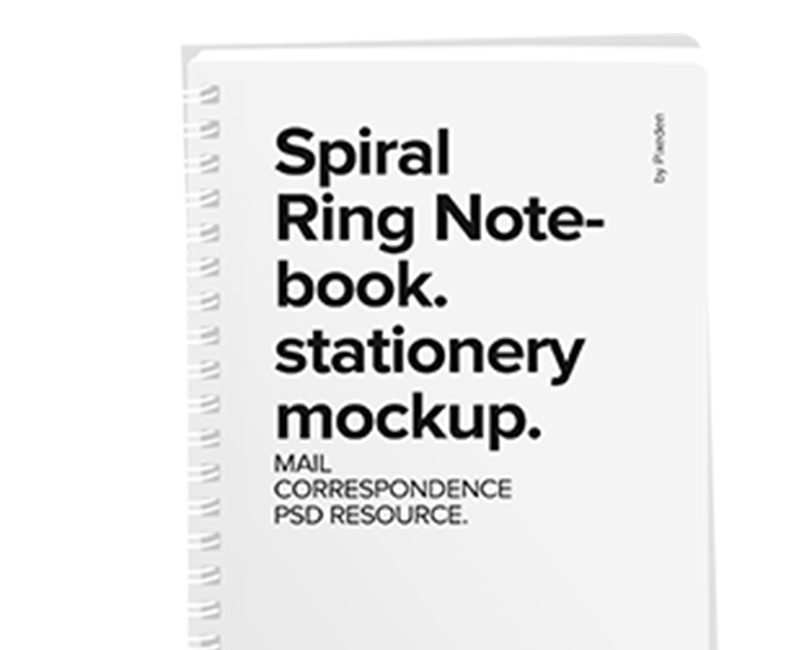 Spiral
Ring Note-
book.
stationery
mockup.
MAIL
CORRESPONDENCE
PSD RESOURCE.
by Pixeden